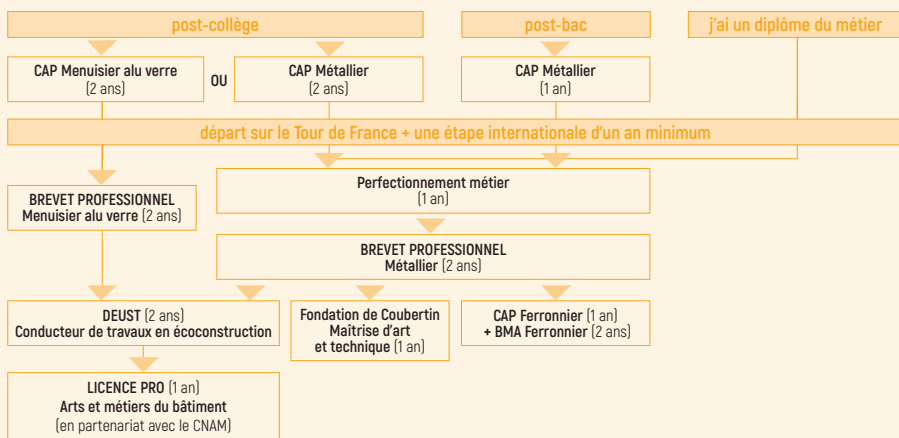 post-collège
post-bac
j'ai un diplôme du métier
CAP Menuisier alu verre
(2 ans)
OU
CAP Métallier
(2 ans)
CAP Métallier
(1 an)
départ sur le Tour de France + une étape internationale d'un an minimum
BREVET PROFESSIONNEL
Menuisier alu verre (2 ans)
Perfectionnement métier
(1 an)
BREVET PROFESSIONNEL
Métallier (2 ans)
DEUST (2 ans)
Conducteur de travaux en écoconstruction
Fondation de Coubertin
Maîtrise d'art
et technique (1 an)
CAP Ferronnier (1 an)
+ BMA Ferronnier (2 ans)
LICENCE PRO (1 an)
Arts et métiers du bâtiment
(en partenariat avec le CNAM)